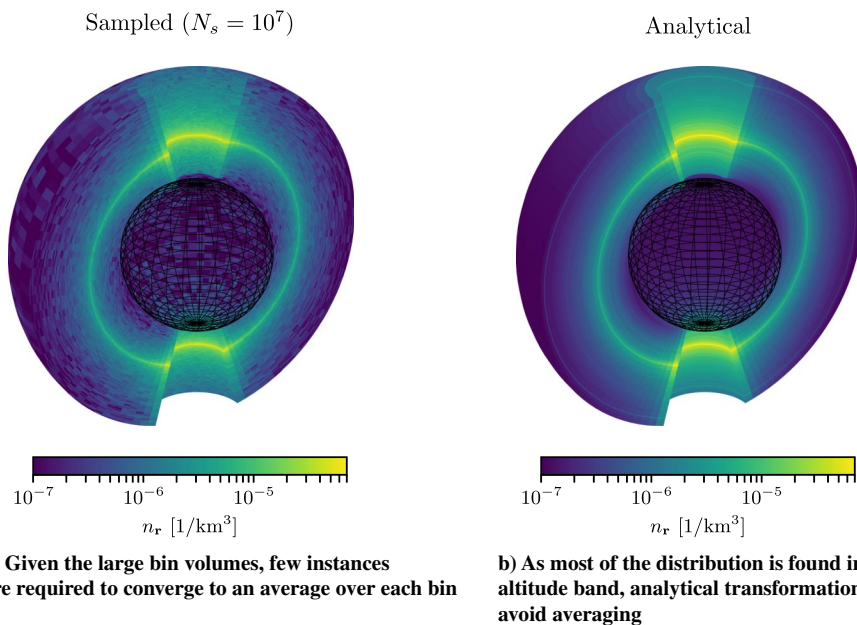 Sampled (N_s = 10^7)
Analytical
10^-7 10^-6 10^-5
n_r [1/km^3]
10^-7 10^-6 10^-5
n_r [1/km^3]
Given the large bin volumes, few instances
re required to converge to an average over each bin
b) As most of the distribution is found in
altitude band, analytical transformation
avoid averaging